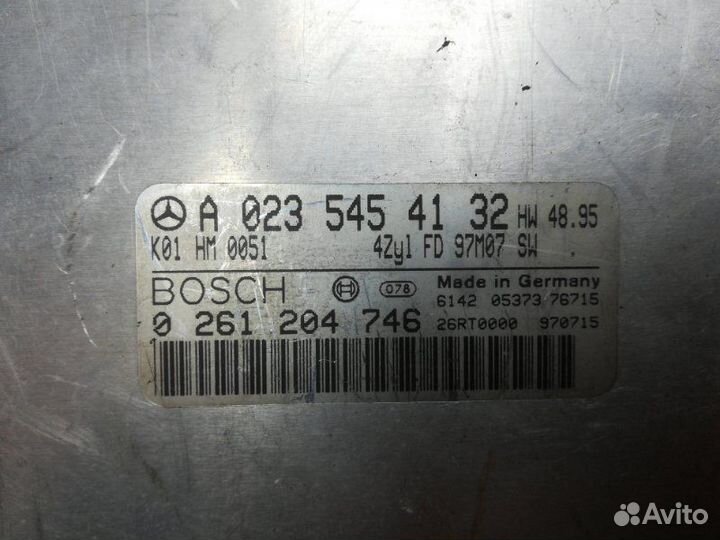 A 023 545 41 32 HW 48.95
K01 HM 0051 4Zyl FD 97M07 SW .
BOSCH 078 Made in Germany
6142 05373 76715
0 261 204 746 26RT0000 970715
Avito